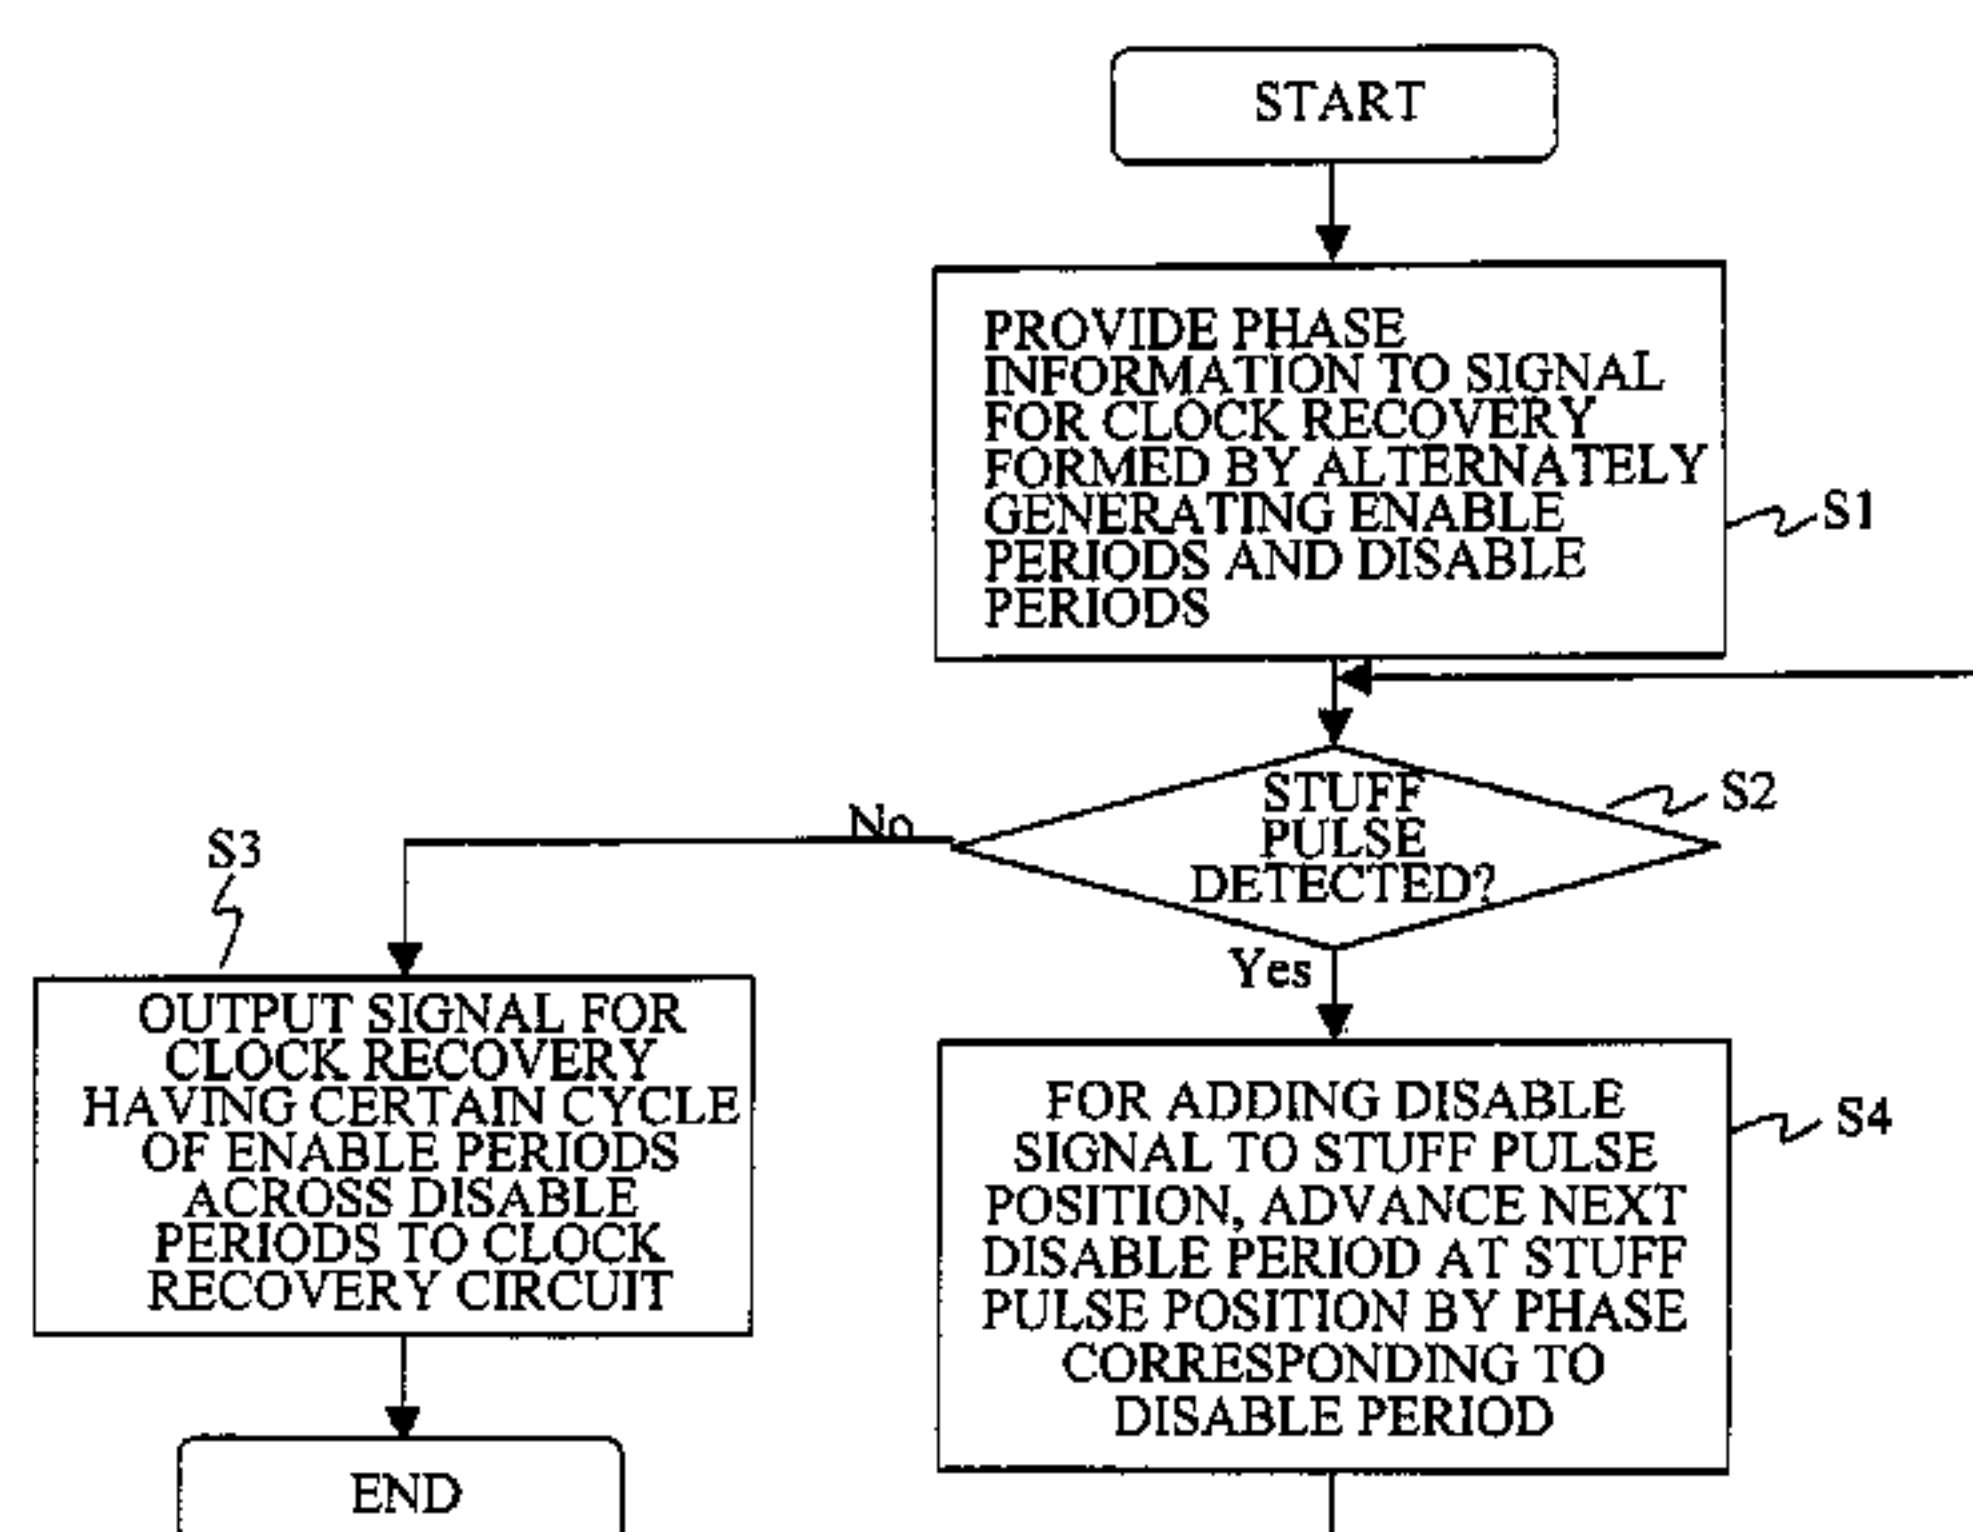 START
PROVIDE PHASE
INFORMATION TO SIGNAL
FOR CLOCK RECOVERY
FORMED BY ALTERNATELY
GENERATING ENABLE
PERIODS AND DISABLE
PERIODS
S1
STUFF
PULSE
DETECTED?
S2
No
Yes
S3
OUTPUT SIGNAL FOR
CLOCK RECOVERY
HAVING CERTAIN CYCLE
OF ENABLE PERIODS
ACROSS DISABLE
PERIODS TO CLOCK
RECOVERY CIRCUIT
FOR ADDING DISABLE
SIGNAL TO STUFF PULSE
POSITION, ADVANCE NEXT
DISABLE PERIOD AT STUFF
PULSE POSITION BY PHASE
CORRESPONDING TO
DISABLE PERIOD
S4
END